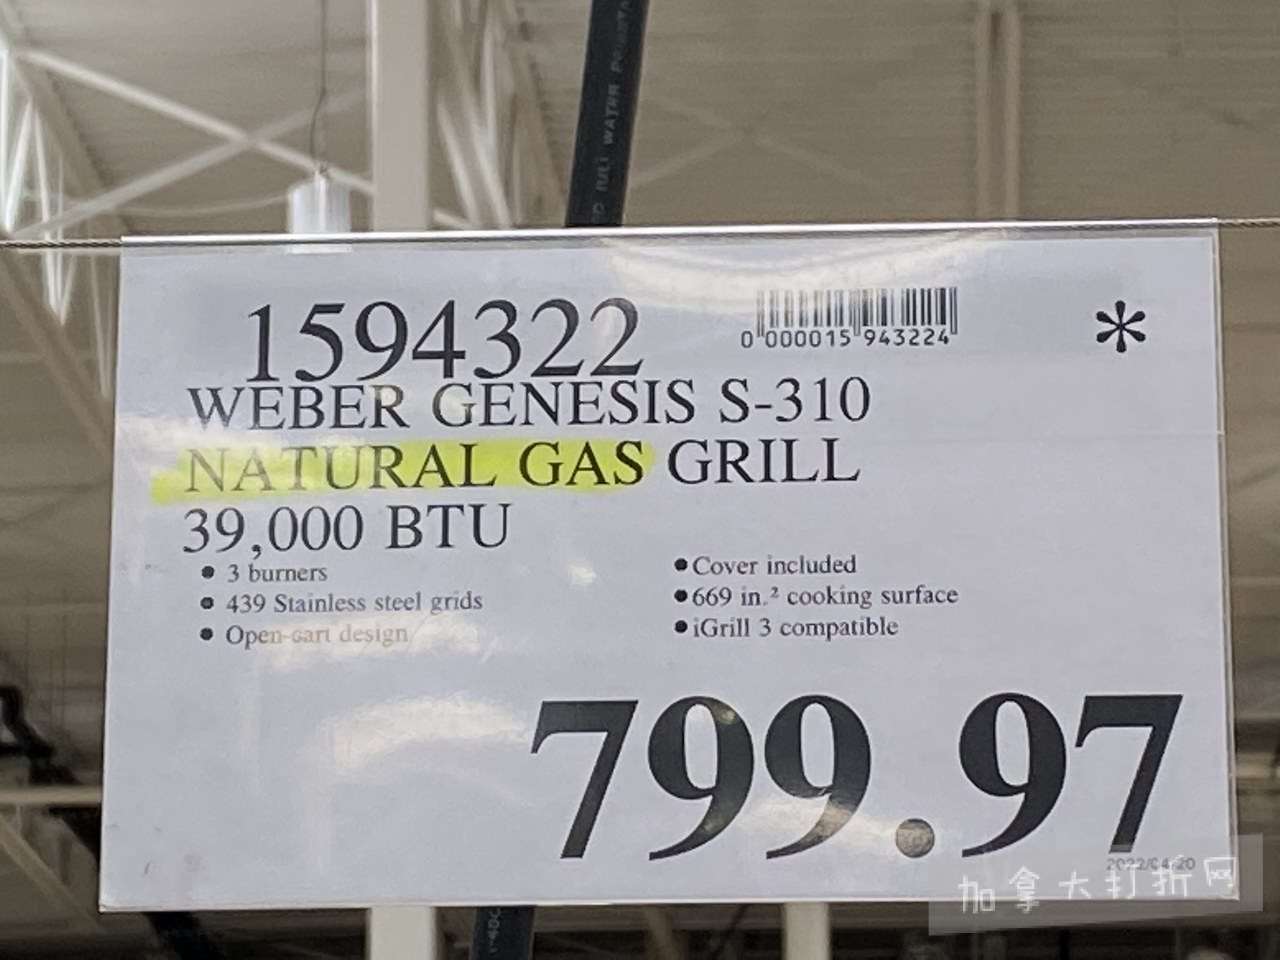 1594322
0 000015 943224
*
WEBER GENESIS S-310
NATURAL GAS GRILL
39,000 BTU
● 3 burners
● 439 Stainless steel grids
● Open-cart design
● Cover included
● 669 in.² cooking surface
● iGrill 3 compatible
799.97
2022/04/20
加拿大打折网